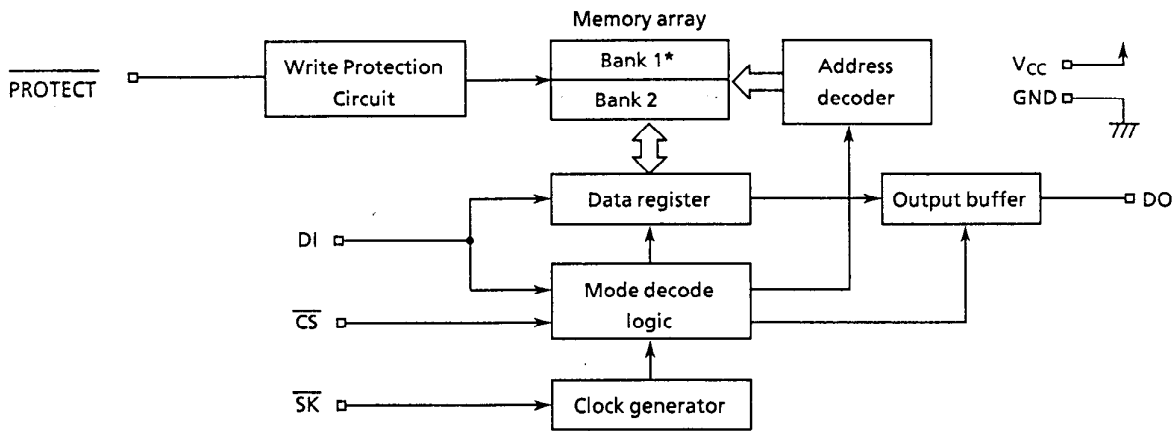 Memory array
PROTECT
Write Protection
Circuit
Bank 1*
Bank 2
Address
decoder
VCC
GND
Data register
Output buffer
DO
DI
Mode decode
logic
CS
SK
Clock generator